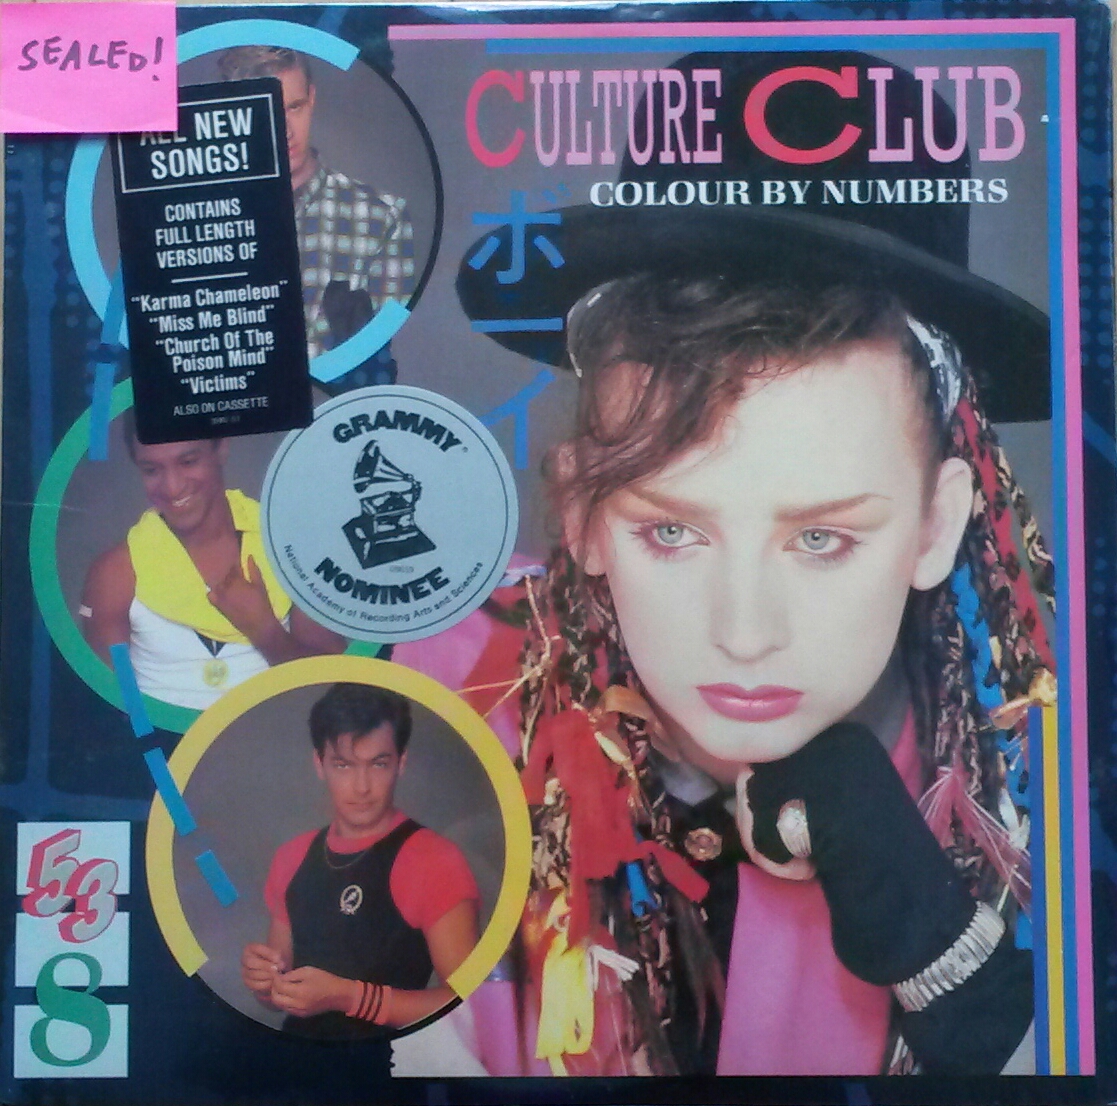 SEALED!
ALL NEW
SONGS!
CONTAINS
FULL LENGTH
VERSIONS OF
"Karma Chameleon"
"Miss Me Blind"
"Church Of The
Poison Mind"
"Victims"
ALSO ON CASSETTE
CULTURE CLUB
COLOUR BY NUMBERS
ボーイ
GRAMMY
NOMINEE
National Academy of Recording Arts and Sciences
53
8